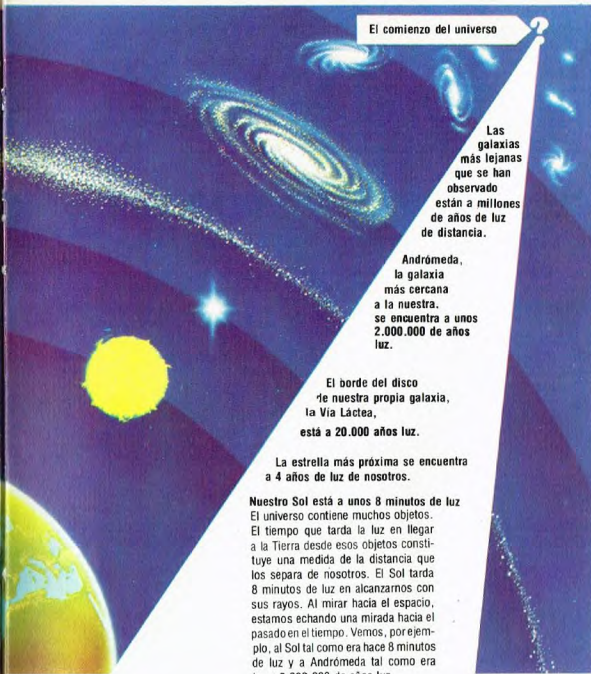 El comienzo del universo
?
Las
galaxias
más lejanas
que se han
observado
están a millones
de años de luz
de distancia.
Andrómeda,
la galaxia
más cercana
a la nuestra.
se encuentra a unos
2.000.000 de años
luz.
El borde del disco
de nuestra propia galaxia,
la Vía Láctea,
está a 20.000 años luz.
La estrella más próxima se encuentra
a 4 años de luz de nosotros.
Nuestro Sol está a unos 8 minutos de luz
El universo contiene muchos objetos.
El tiempo que tarda la luz en llegar
a la Tierra desde esos objetos consti-
tuye una medida de la distancia que
los separa de nosotros. El Sol tarda
8 minutos de luz en alcanzarnos con
sus rayos. Al mirar hacia el espacio,
estamos echando una mirada hacia el
pasado en el tiempo. Vemos, por ejem-
plo, al Sol tal como era hace 8 minutos
de luz y a Andrómeda tal como era